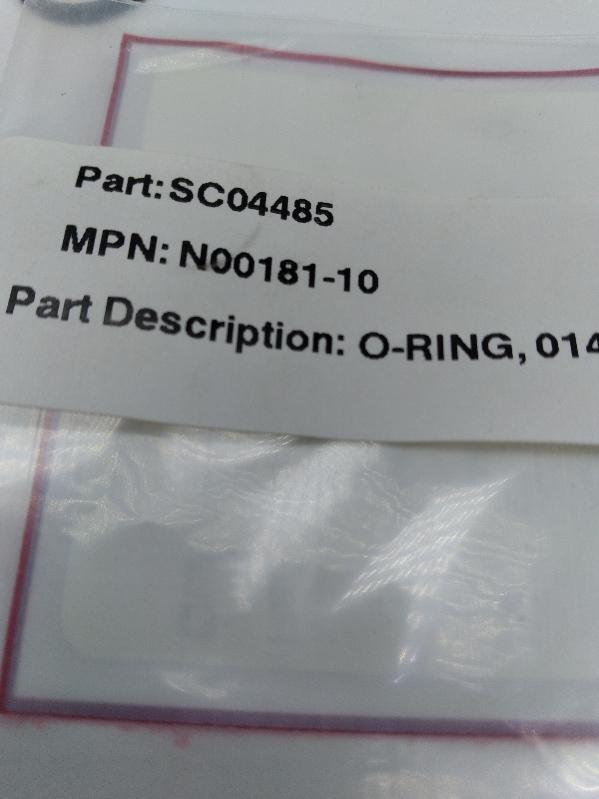 Part: SC04485
MPN: N00181-10
Part Description: O-RING, 014